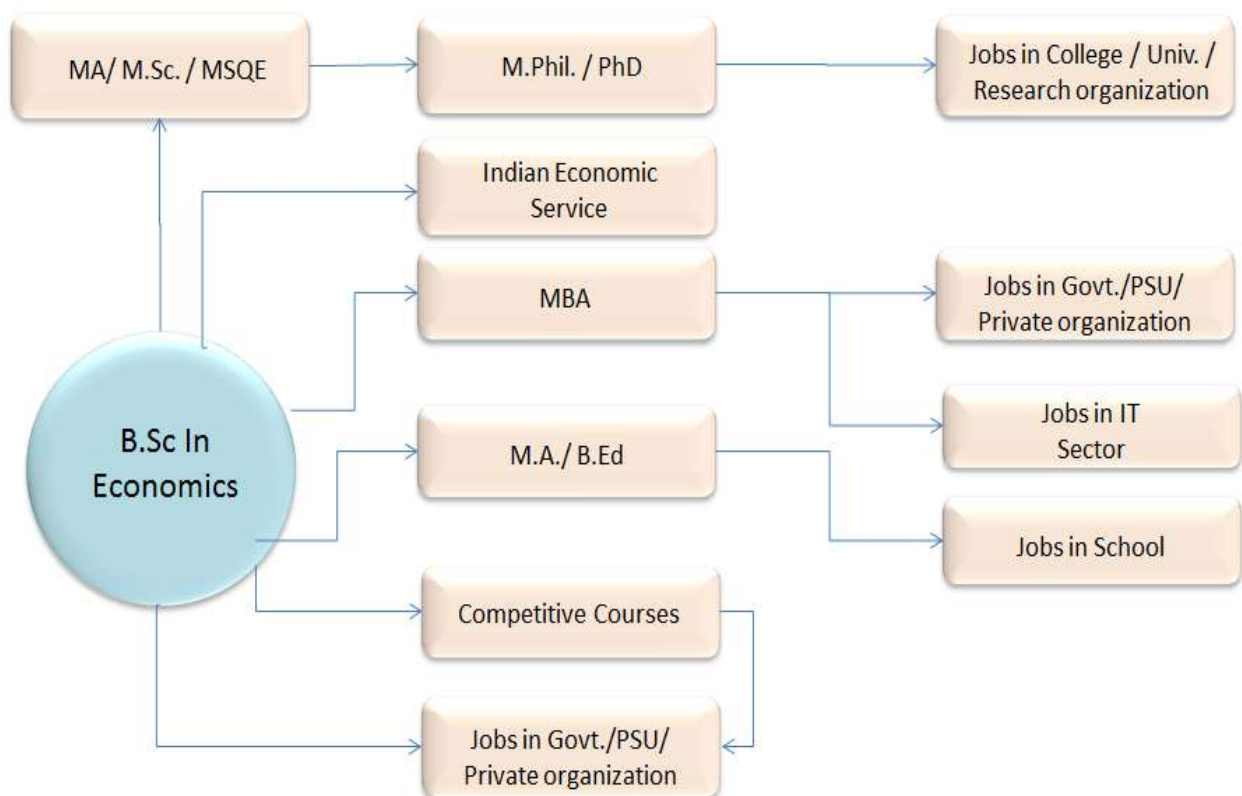 MA/ M.Sc. / MSQE
M.Phil. / PhD
Jobs in College / Univ. /
Research organization
Indian Economic
Service
MBA
Jobs in Govt./PSU/
Private organization
B.Sc In
Economics
M.A./ B.Ed
Jobs in IT
Sector
Jobs in School
Competitive Courses
Jobs in Govt./PSU/
Private organization